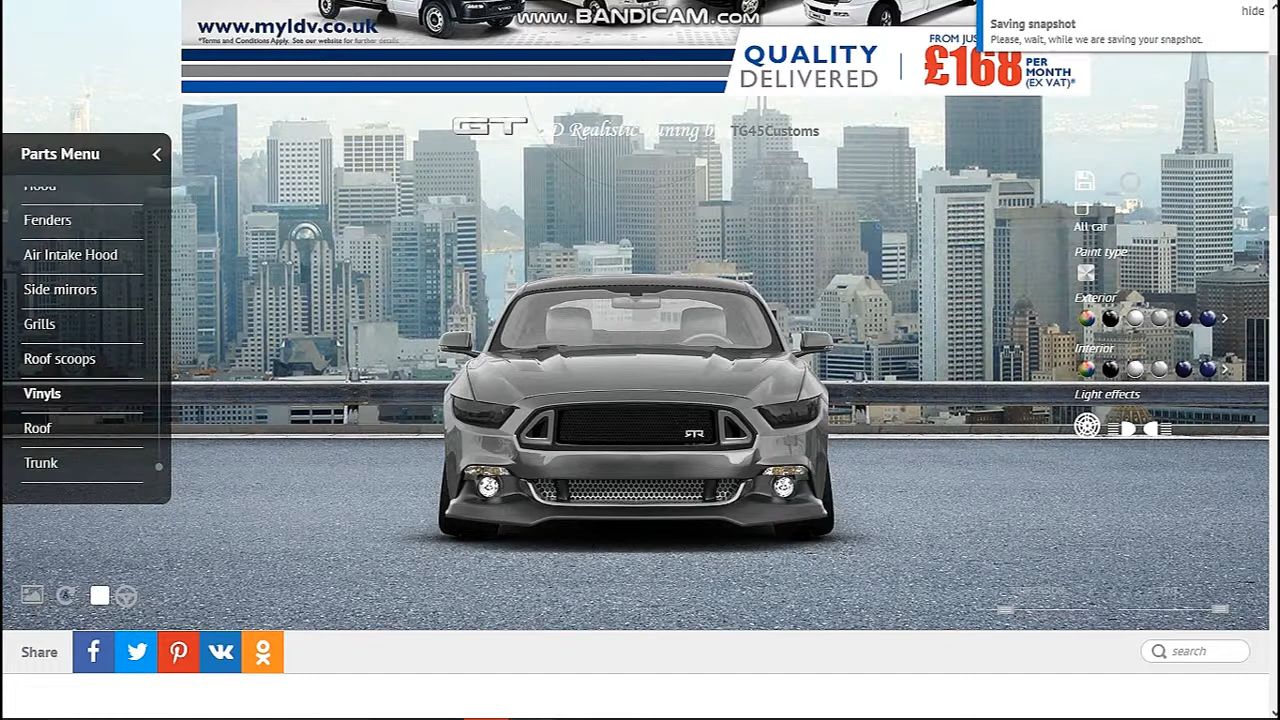 www.BANDICAM.com
www.myldv.co.uk
*Terms and Conditions Apply. See our website for further details.
QUALITY
DELIVERED
FROM JUS
£168
PER
MONTH
(EX VAT)*
hide
Saving snapshot
Please, wait, while we are saving your snapshot.
GT
D Realistic Tuning by TG45Customs
Parts Menu
Hood
Fenders
Air Intake Hood
Side mirrors
Grills
Roof scoops
Vinyls
Roof
Trunk
All car
Paint type
Exterior
Interior
Light effects
RTR
Share
search